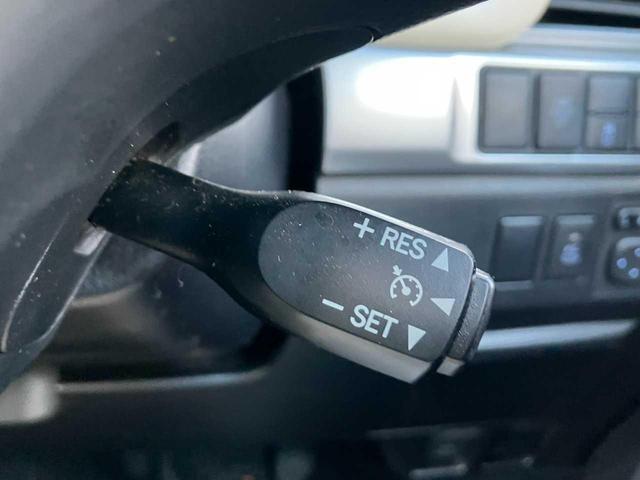 + RES ▲
◀
− SET ▼